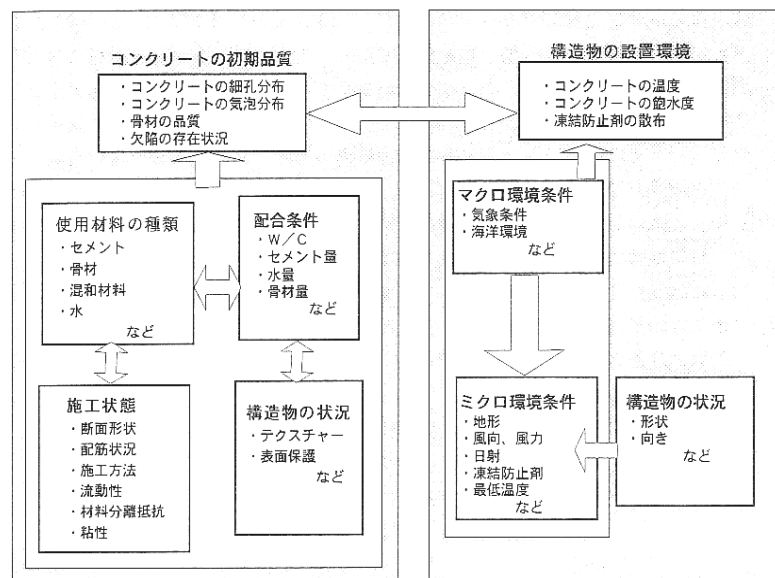 コンクリートの初期品質
・コンクリートの細孔分布
・コンクリートの気泡分布
・骨材の品質
・欠陥の存在状況
使用材料の種類
・セメント
・骨材
・混和材料
・水
など
配合条件
・W／C
・セメント量
・水量
・骨材量
など
施工状態
・断面形状
・配筋状況
・施工方法
・流動性
・材料分離抵抗
・粘性
構造物の状況
・テクスチャー
・表面保護
など
構造物の設置環境
・コンクリートの温度
・コンクリートの飽水度
・凍結防止剤の散布
マクロ環境条件
・気象条件
・海洋環境
など
ミクロ環境条件
・地形
・風向、風力
・日射
・凍結防止剤
・最低温度
など
構造物の状況
・形状
・向き
など